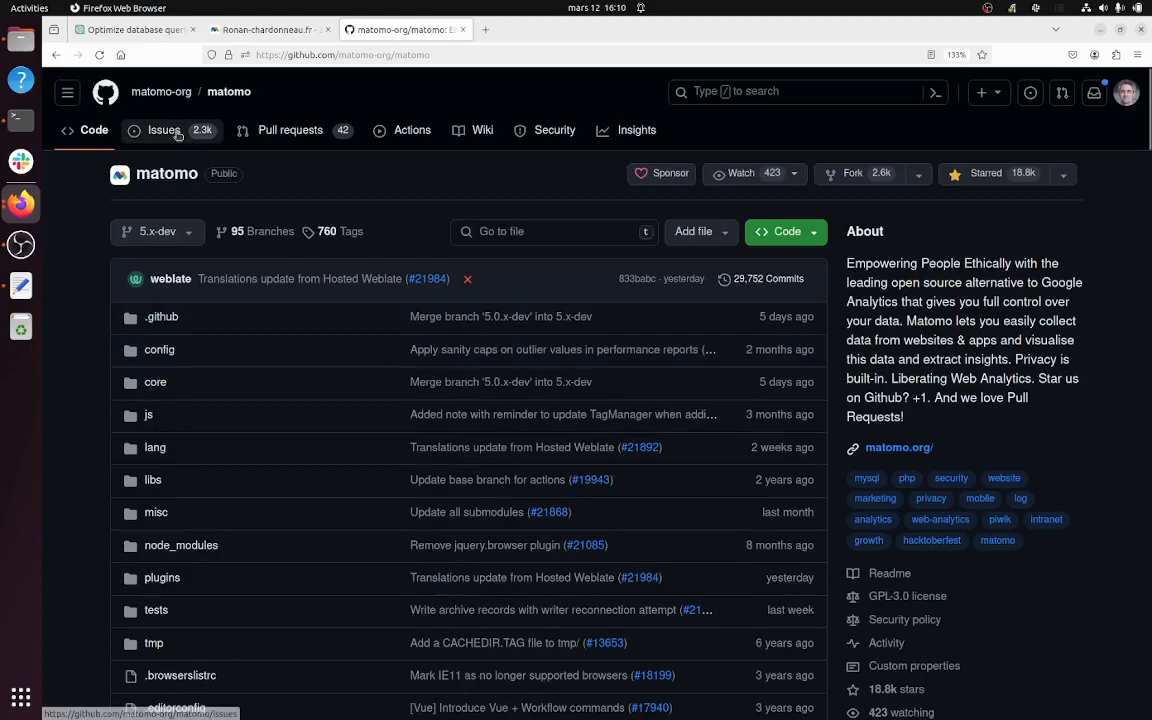 Activities Firefox Web Browser mars 12 16:10
Optimize database queri Ronan-chardonneau.fr - 2 matomo-org/matomo: E
https://github.com/matomo-org/matomo 133%
matomo-org / matomo Type / to search
Code Issues 2.3k Pull requests 42 Actions Wiki Security Insights
matomo Public Sponsor Watch 423 Fork 2.6k Starred 18.8k
5.x-dev 95 Branches 760 Tags Go to file t Add file Code
weblate Translations update from Hosted Weblate (#21984) 833babc · yesterday 29,752 Commits
.github Merge branch '5.0.x-dev' into 5.x-dev 5 days ago
config Apply sanity caps on outlier values in performance reports (... 2 months ago
core Merge branch '5.0.x-dev' into 5.x-dev 5 days ago
js Added note with reminder to update TagManager when addi... 3 months ago
lang Translations update from Hosted Weblate (#21892) 2 weeks ago
libs Update base branch for actions (#19943) 2 years ago
misc Update all submodules (#21868) last month
node_modules Remove jquery.browser plugin (#21085) 8 months ago
plugins Translations update from Hosted Weblate (#21984) yesterday
tests Write archive records with writer reconnection attempt (#21... last week
tmp Add a CACHEDIR.TAG file to tmp/ (#13653) 6 years ago
.browserslistrc Mark IE11 as no longer supported browsers (#18199) 3 years ago
.editorconfig [Vue] Introduce Vue + Workflow commands (#17940) 3 years ago
About
Empowering People Ethically with the
leading open source alternative to Google
Analytics that gives you full control over
your data. Matomo lets you easily collect
data from websites & apps and visualise
this data and extract insights. Privacy is
built-in. Liberating Web Analytics. Star us
on Github? +1. And we love Pull
Requests!
matomo.org/
mysql php security website
marketing privacy mobile log
analytics web-analytics piwik intranet
growth hacktoberfest matomo
Readme
GPL-3.0 license
Security policy
Activity
Custom properties
18.8k stars
423 watching
https://github.com/matomo-org/matomo/issues